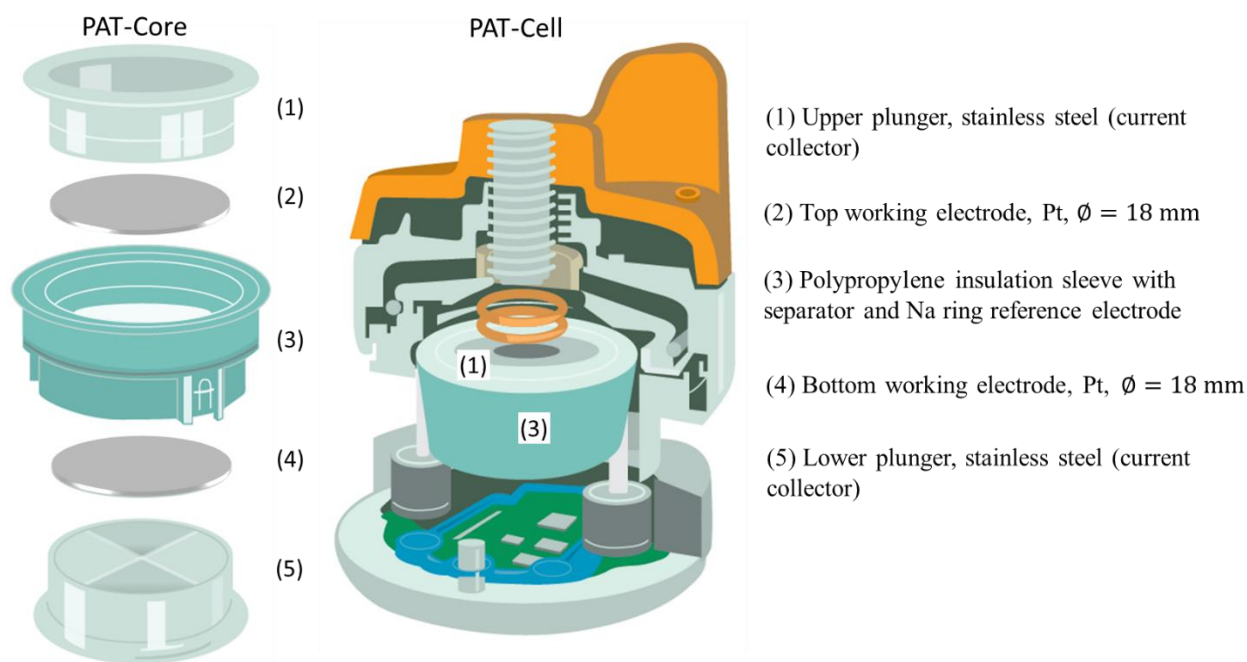 PAT-Core
PAT-Cell
(1)
(2)
(3)
(4)
(5)
(1)
(3)
(1) Upper plunger, stainless steel (current
collector)
(2) Top working electrode, Pt, ∅ = 18 mm
(3) Polypropylene insulation sleeve with
separator and Na ring reference electrode
(4) Bottom working electrode, Pt, ∅ = 18 mm
(5) Lower plunger, stainless steel (current
collector)